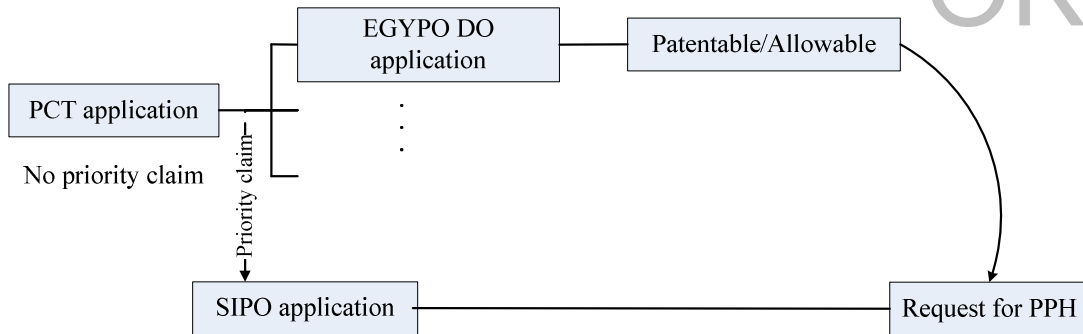 EGYPO DO
application
Patentable/Allowable
PCT application
No priority claim
Priority claim
SIPO application
Request for PPH